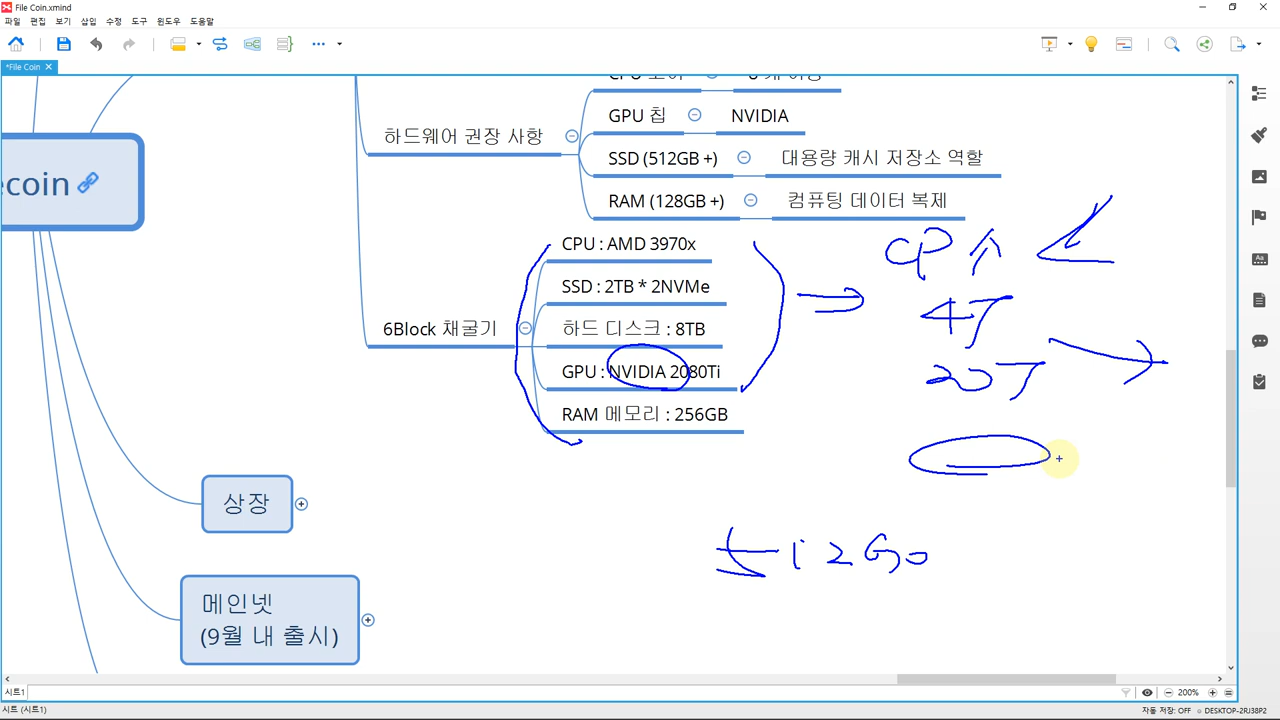 File Coin.xmind
파일 편집 보기 삽입 수정 도구 윈도우 도움말
*File Coin
하드웨어 권장 사항
GPU 칩 NVIDIA
SSD (512GB +) 대용량 캐시 저장소 역할
RAM (128GB +) 컴퓨팅 데이터 복제
ecoin
6Block 채굴기
CPU : AMD 3970x
SSD : 2TB * 2NVMe
하드 디스크 : 8TB
GPU : NVIDIA 2080Ti
RAM 메모리 : 256GB
상장
메인넷
(9월 내 출시)
4T
20T
시트1
200%
시트 (시트1)
자동 저장: OFF
DESKTOP-2RJ38P2